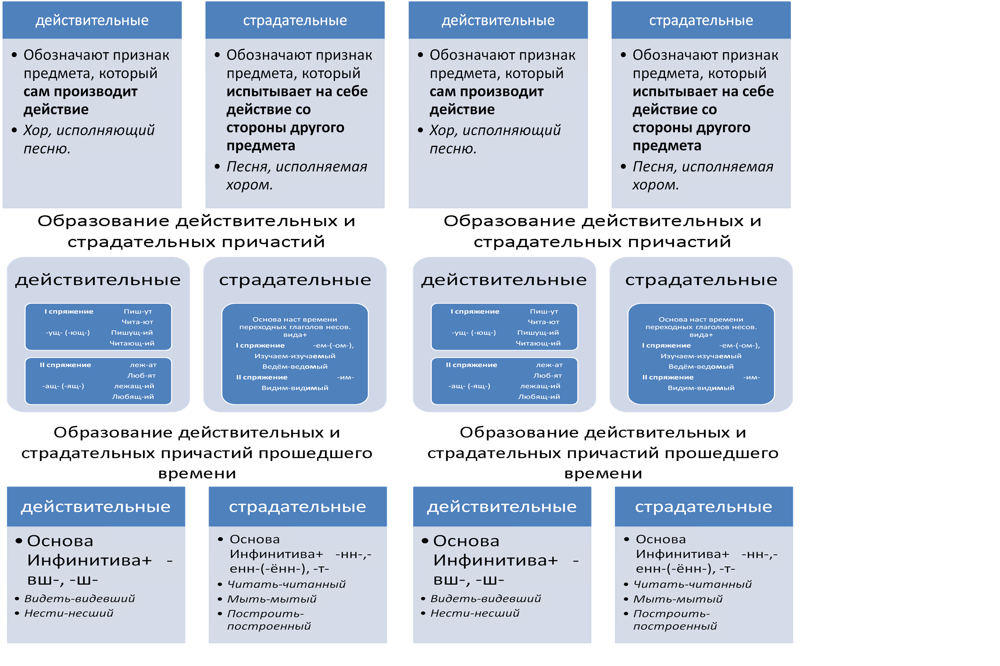 действительные
Обозначают признак
предмета, который
сам производит
действие
Хор, исполняющий
песню.
страдательные
Обозначают признак
предмета, который
испытывает на себе
действие со
стороны другого
предмета
Песня, исполняемая
хором.
Образование действительных и
страдательных причастий
действительные
I спряжение Пиш-ут
Чита-ют
-ущ- (-ющ-) Пишущ-ий
Читающ-ий
II спряжение леж-ат
Люб-ят
-ащ- (-ящ-) лежащ-ий
Любящ-ий
страдательные
Основа наст времени
переходных глаголов несов.
вида+
I спряжение -ем-(-ом-),
Изучаем-изучаемый
Ведём-ведомый
II спряжение -им-
Видим-видимый
Образование действительных и
страдательных причастий прошедшего
времени
действительные
Основа
Инфинитива+ -
вш-, -ш-
Видеть-видевший
Нести-несший
страдательные
Основа
Инфинитива+ -нн-,-
енн-(-ённ-), -т-
Читать-читанный
Мыть-мытый
Построить-
построенный
действительные
Обозначают признак
предмета, который
сам производит
действие
Хор, исполняющий
песню.
страдательные
Обозначают признак
предмета, который
испытывает на себе
действие со
стороны другого
предмета
Песня, исполняемая
хором.
Образование действительных и
страдательных причастий
действительные
I спряжение Пиш-ут
Чита-ют
-ущ- (-ющ-) Пишущ-ий
Читающ-ий
II спряжение леж-ат
Люб-ят
-ащ- (-ящ-) лежащ-ий
Любящ-ий
страдательные
Основа наст времени
переходных глаголов несов.
вида+
I спряжение -ем-(-ом-),
Изучаем-изучаемый
Ведём-ведомый
II спряжение -им-
Видим-видимый
Образование действительных и
страдательных причастий прошедшего
времени
действительные
Основа
Инфинитива+ -
вш-, -ш-
Видеть-видевший
Нести-несший
страдательные
Основа
Инфинитива+ -нн-,-
енн-(-ённ-), -т-
Читать-читанный
Мыть-мытый
Построить-
построенный